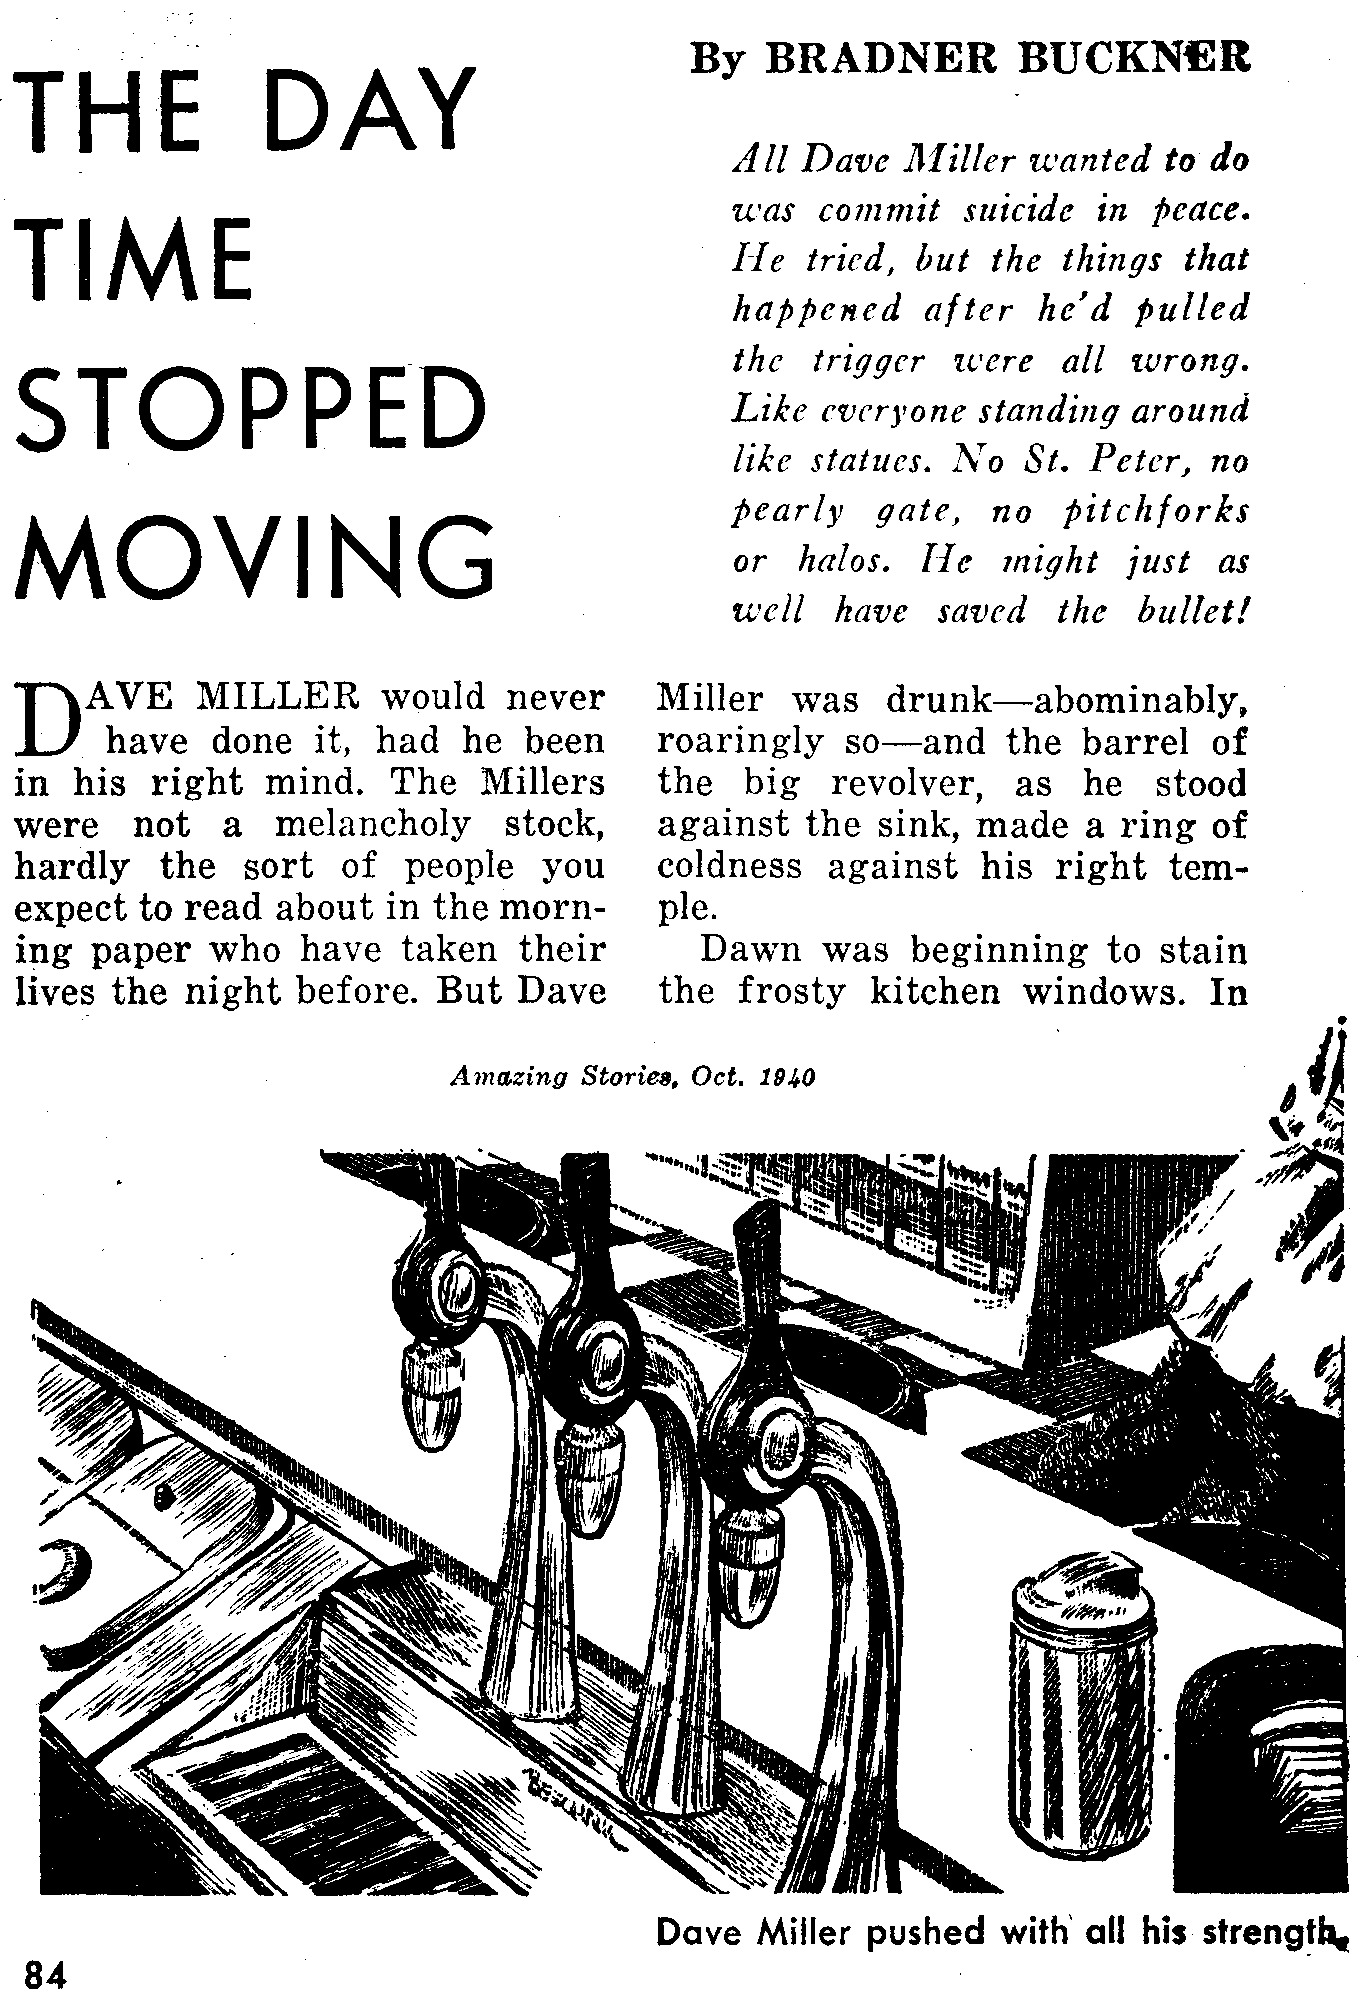 THE DAY
TIME
STOPPED
MOVING
By BRADNER BUCKNER
All Dave Miller wanted to do
was commit suicide in peace.
He tried, but the things that
happened after he'd pulled
the trigger were all wrong.
Like everyone standing around
like statues. No St. Peter, no
pearly gate, no pitchforks
or halos. He might just as
well have saved the bullet!
DAVE MILLER would never
have done it, had he been
in his right mind. The Millers
were not a melancholy stock,
hardly the sort of people you
expect to read about in the morn-
ing paper who have taken their
lives the night before. But Dave
Miller was drunk—abominably,
roaringly so—and the barrel of
the big revolver, as he stood
against the sink, made a ring of
coldness against his right tem-
ple.
Dawn was beginning to stain
the frosty kitchen windows. In
Amazing Stories, Oct. 1940
Dave Miller pushed with all his strength,
84